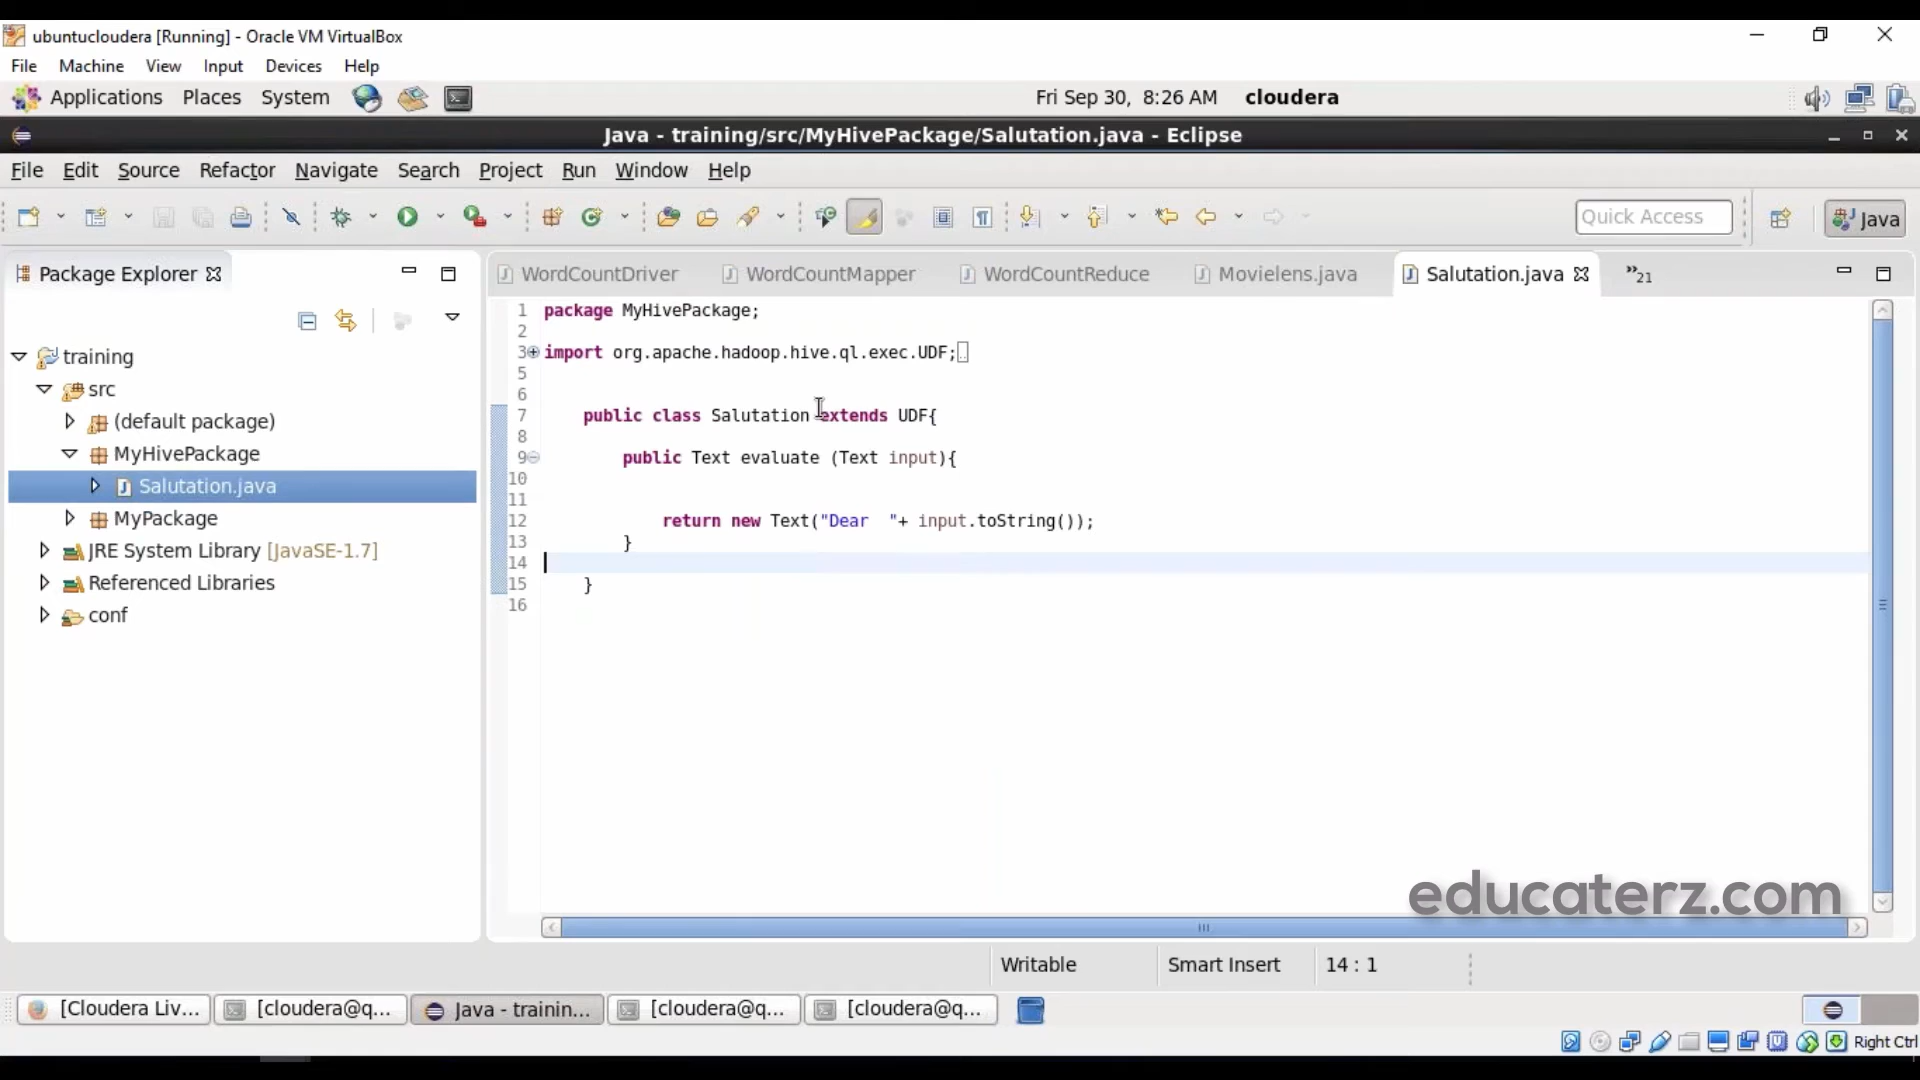 ubuntucloudera [Running] - Oracle VM VirtualBox
File Machine View Input Devices Help
Applications Places System Fri Sep 30, 8:26 AM cloudera
Java - training/src/MyHivePackage/Salutation.java - Eclipse
File Edit Source Refactor Navigate Search Project Run Window Help
Quick Access Java
Package Explorer
WordCountDriver WordCountMapper WordCountReduce Movielens.java Salutation.java »21
training
src
(default package)
MyHivePackage
Salutation.java
MyPackage
JRE System Library [JavaSE-1.7]
Referenced Libraries
conf
1 package MyHivePackage;
2
3 import org.apache.hadoop.hive.ql.exec.UDF;
5
6
7 public class Salutation extends UDF{
8
9 public Text evaluate (Text input){
10
11
12 return new Text("Dear  "+ input.toString());
13 }
14
15 }
16
educaterz.com
Writable Smart Insert 14 : 1
[Cloudera Liv... [cloudera@q... Java - trainin... [cloudera@q... [cloudera@q...
Right Ctrl